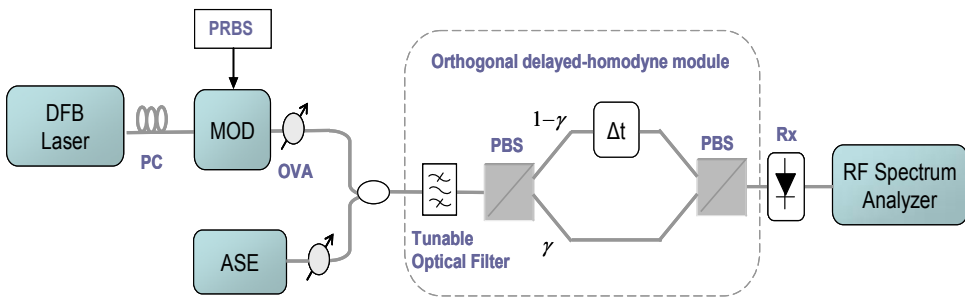 PRBS
Orthogonal delayed-homodyne module
DFB
Laser
PC
MOD
OVA
1−γ
Δt
PBS
PBS
Rx
RF Spectrum
Analyzer
γ
Tunable
Optical Filter
ASE